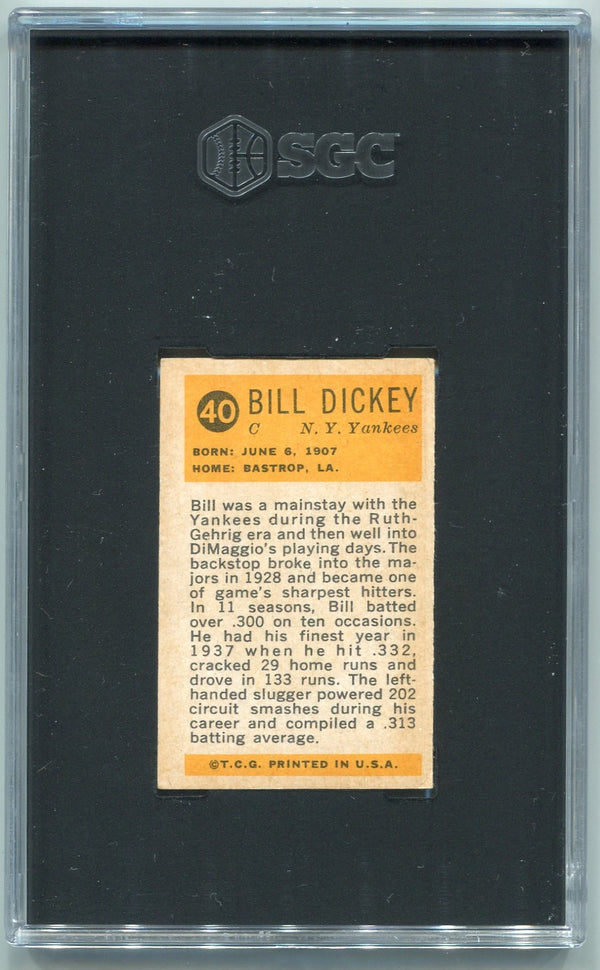 SGC
40 BILL DICKEY
C N. Y. Yankees
BORN: JUNE 6, 1907
HOME: BASTROP, LA.
Bill was a mainstay with the
Yankees during the Ruth-
Gehrig era and then well into
DiMaggio's playing days. The
backstop broke into the ma-
jors in 1928 and became one
of game's sharpest hitters.
In 11 seasons, Bill batted
over .300 on ten occasions.
He had his finest year in
1937 when he hit .332,
cracked 29 home runs and
drove in 133 runs. The left-
handed slugger powered 202
circuit smashes during his
career and compiled a .313
batting average.
©T.C.G. PRINTED IN U.S.A.